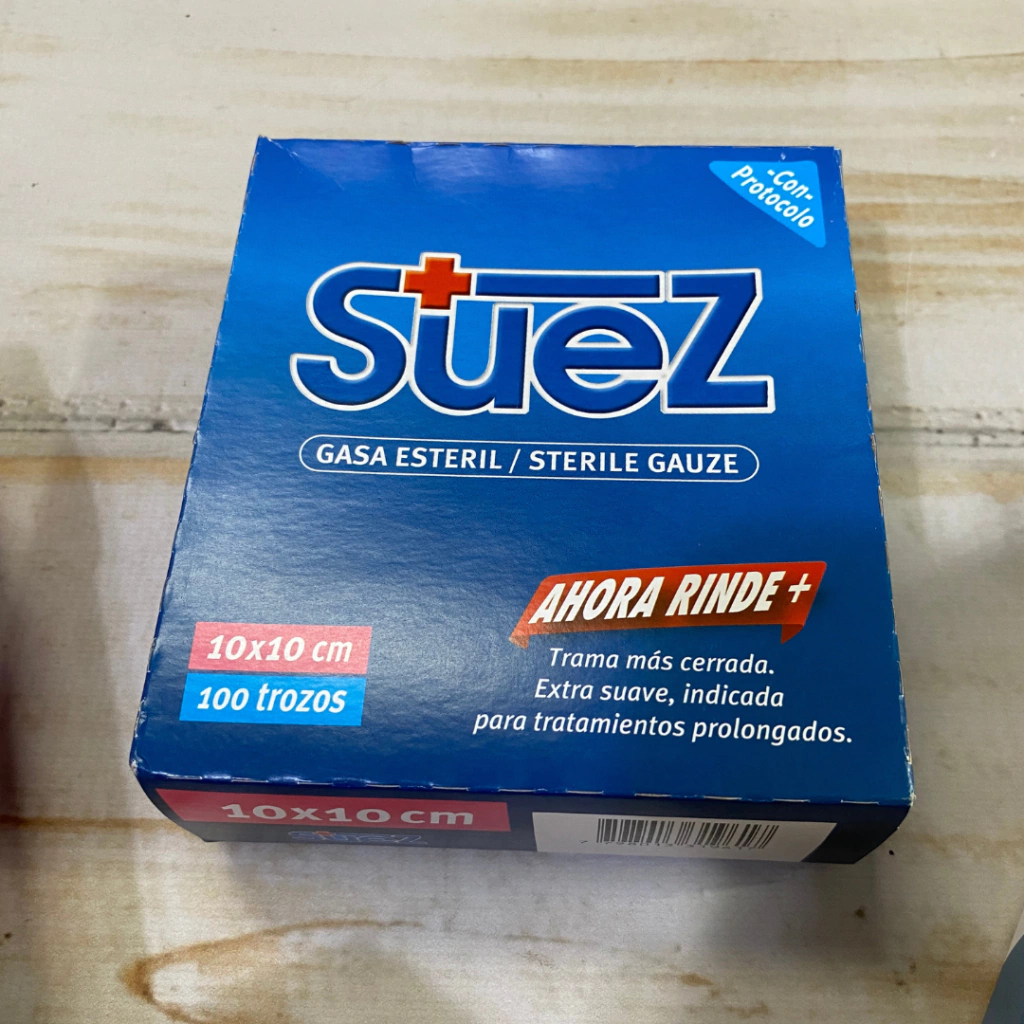 -Con-
Protocolo
Suez
GASA ESTERIL / STERILE GAUZE
AHORA RINDE +
Trama más cerrada.
Extra suave, indicada
para tratamientos prolongados.
10x10 cm
100 trozos
10x10 cm
Suez